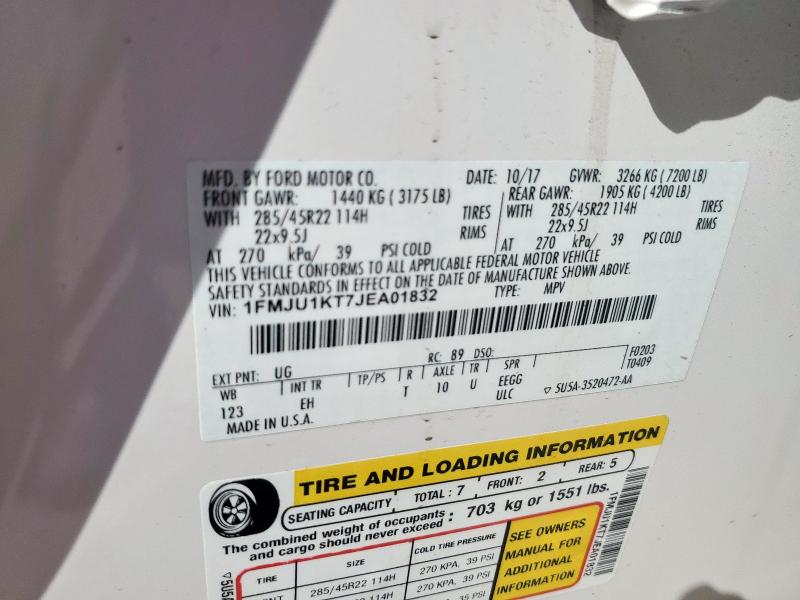 MFD. BY FORD MOTOR CO. DATE: 10/17 GVWR: 3266 KG ( 7200 LB)
FRONT GAWR: 1440 KG ( 3175 LB) REAR GAWR: 1905 KG ( 4200 LB)
WITH 285/45R22 114H TIRES WITH 285/45R22 114H TIRES
22x9.5J RIMS 22x9.5J RIMS
AT 270 kPa/ 39 PSI COLD AT 270 kPa/ 39 PSI COLD
THIS VEHICLE CONFORMS TO ALL APPLICABLE FEDERAL MOTOR VEHICLE
SAFETY STANDARDS IN EFFECT ON THE DATE OF MANUFACTURE SHOWN ABOVE.
VIN: 1FMJU1KT7JEA01832 TYPE: MPV
EXT PNT: UG RC: 89 DSO: F0203
WB INT TR TP/PS R AXLE TR SPR T0409
123 EH T 10 U EEGG
ULC ▽5U5A-3520472-AA
MADE IN U.S.A.
TIRE AND LOADING INFORMATION
SEATING CAPACITY TOTAL : 7 FRONT: 2 REAR: 5
The combined weight of occupants
and cargo should never exceed : 703 kg or 1551 lbs.
TIRE SIZE COLD TIRE PRESSURE
285/45R22 114H 270 KPA, 39 PSI
270 KPA, 39 PSI
35 PSI
SEE OWNERS
MANUAL FOR
ADDITIONAL
INFORMATION
1FMJU1KT7JEA01832
▽5U5A